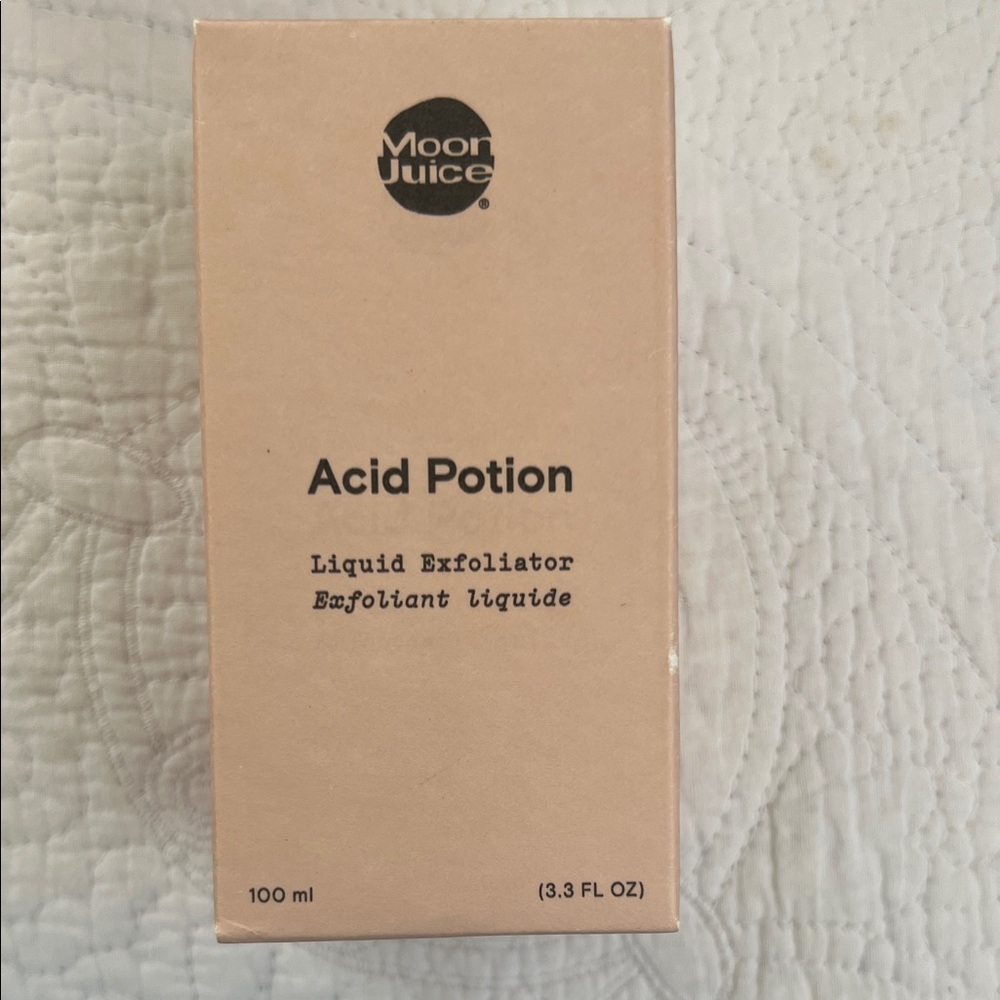 Moon
Juice
®
Acid Potion
Liquid Exfoliator
Exfoliant liquide
100 ml (3.3 FL OZ)